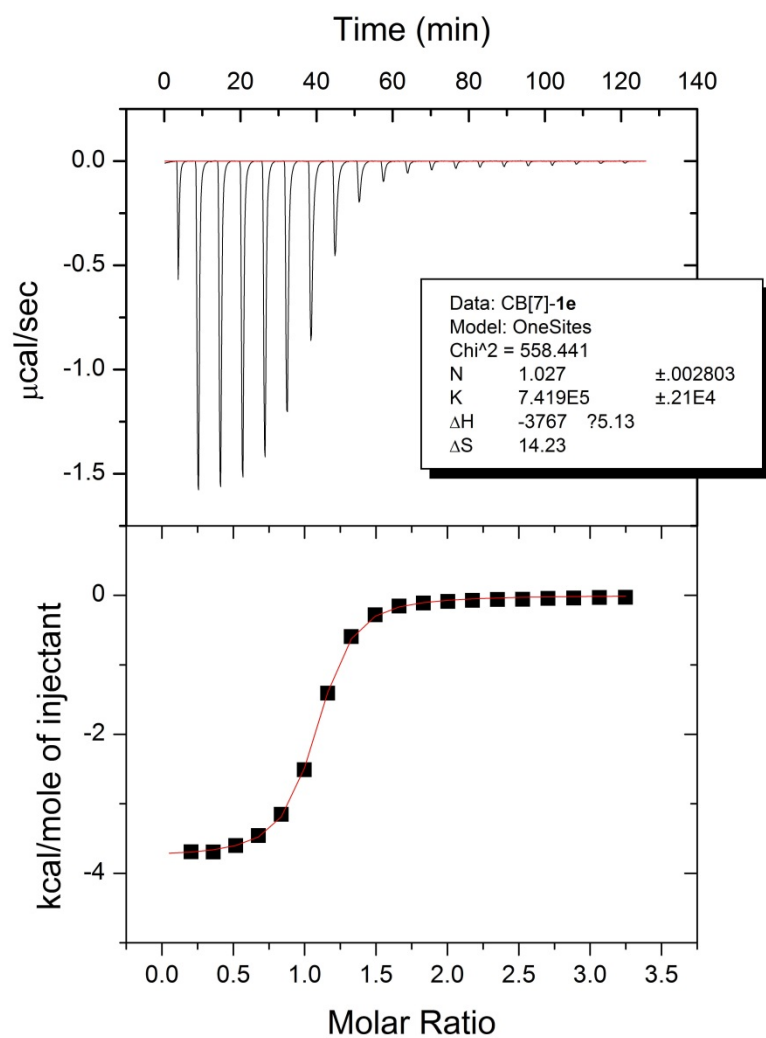 Time (min)
0 20 40 60 80 100 120 140
0.0
-0.5
-1.0
-1.5
μcal/sec
Data: CB[7]-1e
Model: OneSites
Chi^2 = 558.441
N 1.027 ±.002803
K 7.419E5 ±.21E4
ΔH -3767 ?5.13
ΔS 14.23
0
-2
-4
kcal/mole of injectant
0.0 0.5 1.0 1.5 2.0 2.5 3.0 3.5
Molar Ratio